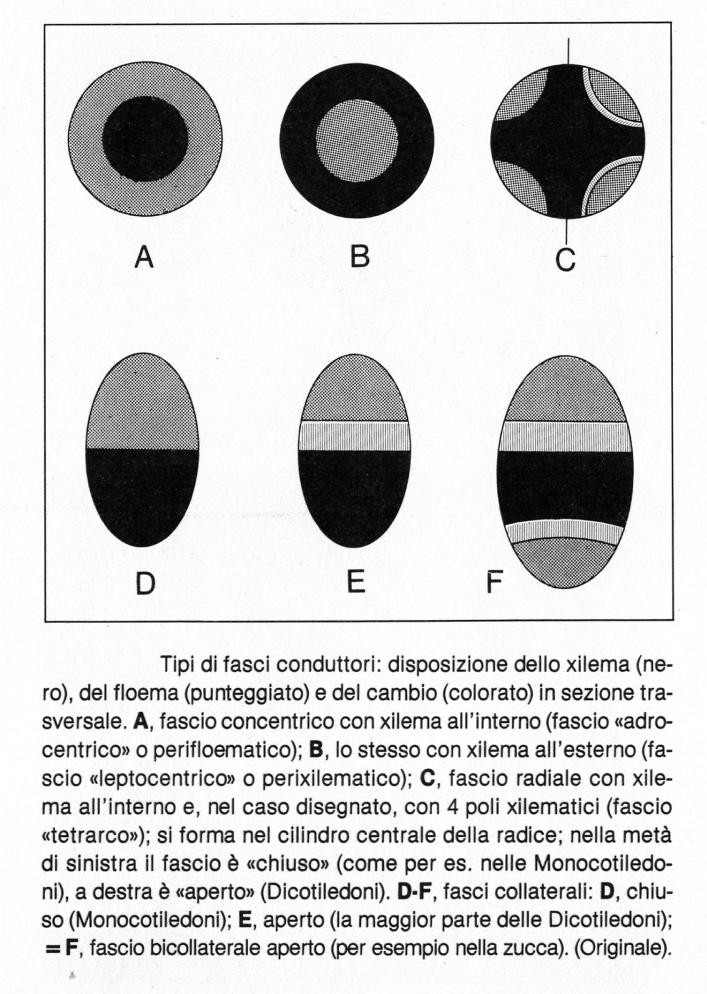 A
B
C
D
E
F
Tipi di fasci conduttori: disposizione dello xilema (ne-
ro), del floema (punteggiato) e del cambio (colorato) in sezione tra-
sversale. A, fascio concentrico con xilema all'interno (fascio «adro-
centrico» o perifloematico); B, lo stesso con xilema all'esterno (fa-
scio «leptocentrico» o perixilematico); C, fascio radiale con xile-
ma all'interno e, nel caso disegnato, con 4 poli xilematici (fascio
«tetrarco»); si forma nel cilindro centrale della radice; nella metà
di sinistra il fascio è «chiuso» (come per es. nelle Monocotiledo-
ni), a destra è «aperto» (Dicotiledoni). D-F, fasci collaterali: D, chiu-
so (Monocotiledoni); E, aperto (la maggior parte delle Dicotiledoni);
= F, fascio bicollaterale aperto (per esempio nella zucca). (Originale).